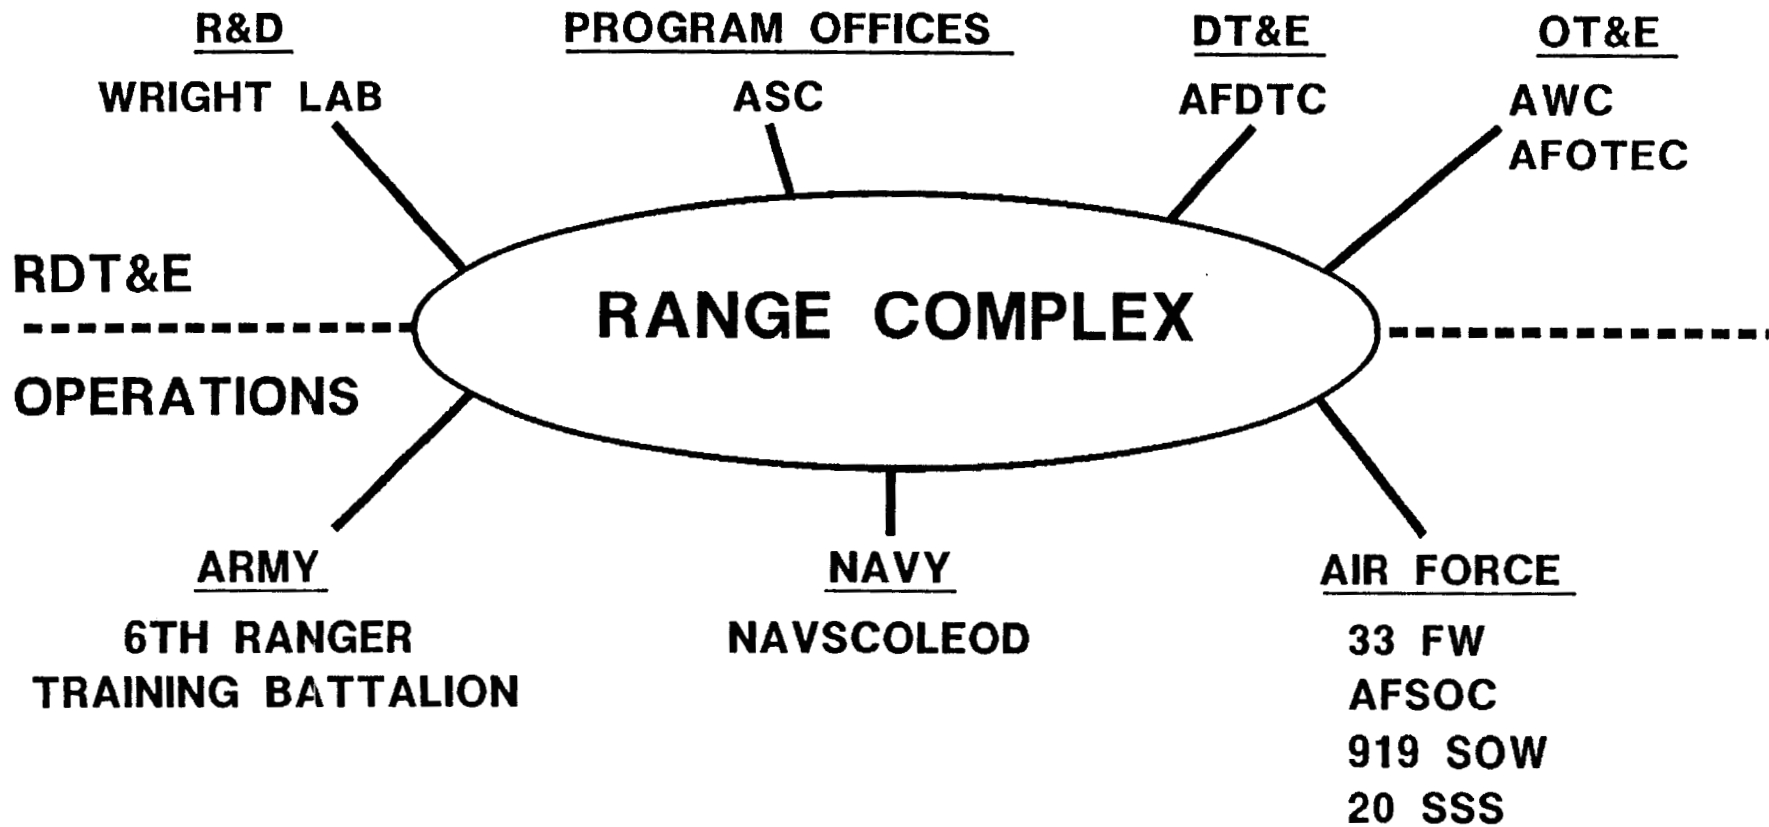 R&D PROGRAM OFFICES DT&E OT&E
WRIGHT LAB ASC AFDTC AWC
AFOTEC
RDT&E
RANGE COMPLEX
OPERATIONS
ARMY NAVY AIR FORCE
6TH RANGER NAVSCOLEOD 33 FW
TRAINING BATTALION AFSOC
919 SOW
20 SSS